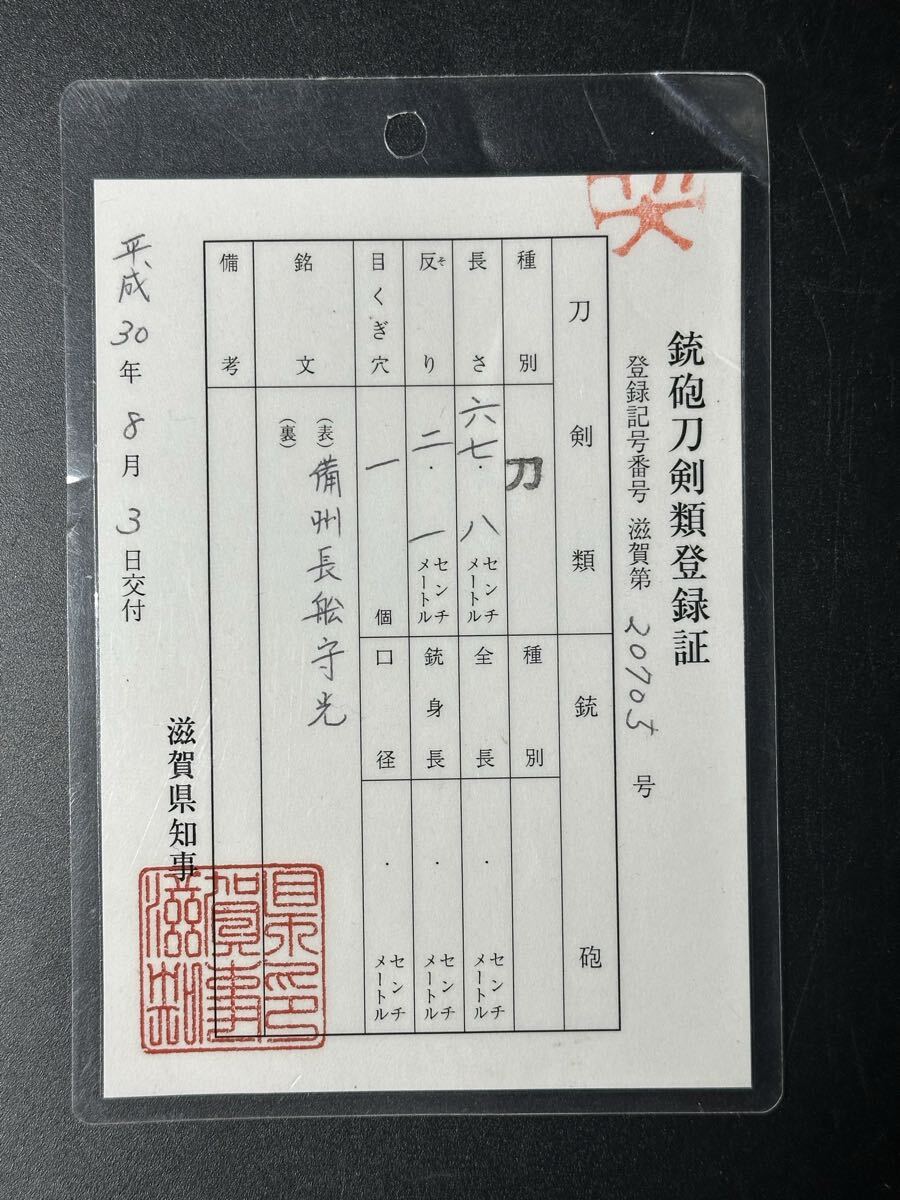 銃砲刀剣類登録証
登録記号番号 滋賀第 20705 号
刀剣類 銃砲
種別 刀 種別
長さ 六七.八 センチメートル 全長 . センチメートル
反り そ 二.一 センチメートル 銃身長 . センチメートル
目くぎ穴 一 個 口径 . センチメートル
銘文 (表) 備州長船守光
(裏)
備考
滋賀県知事
平成30年8月3日交付